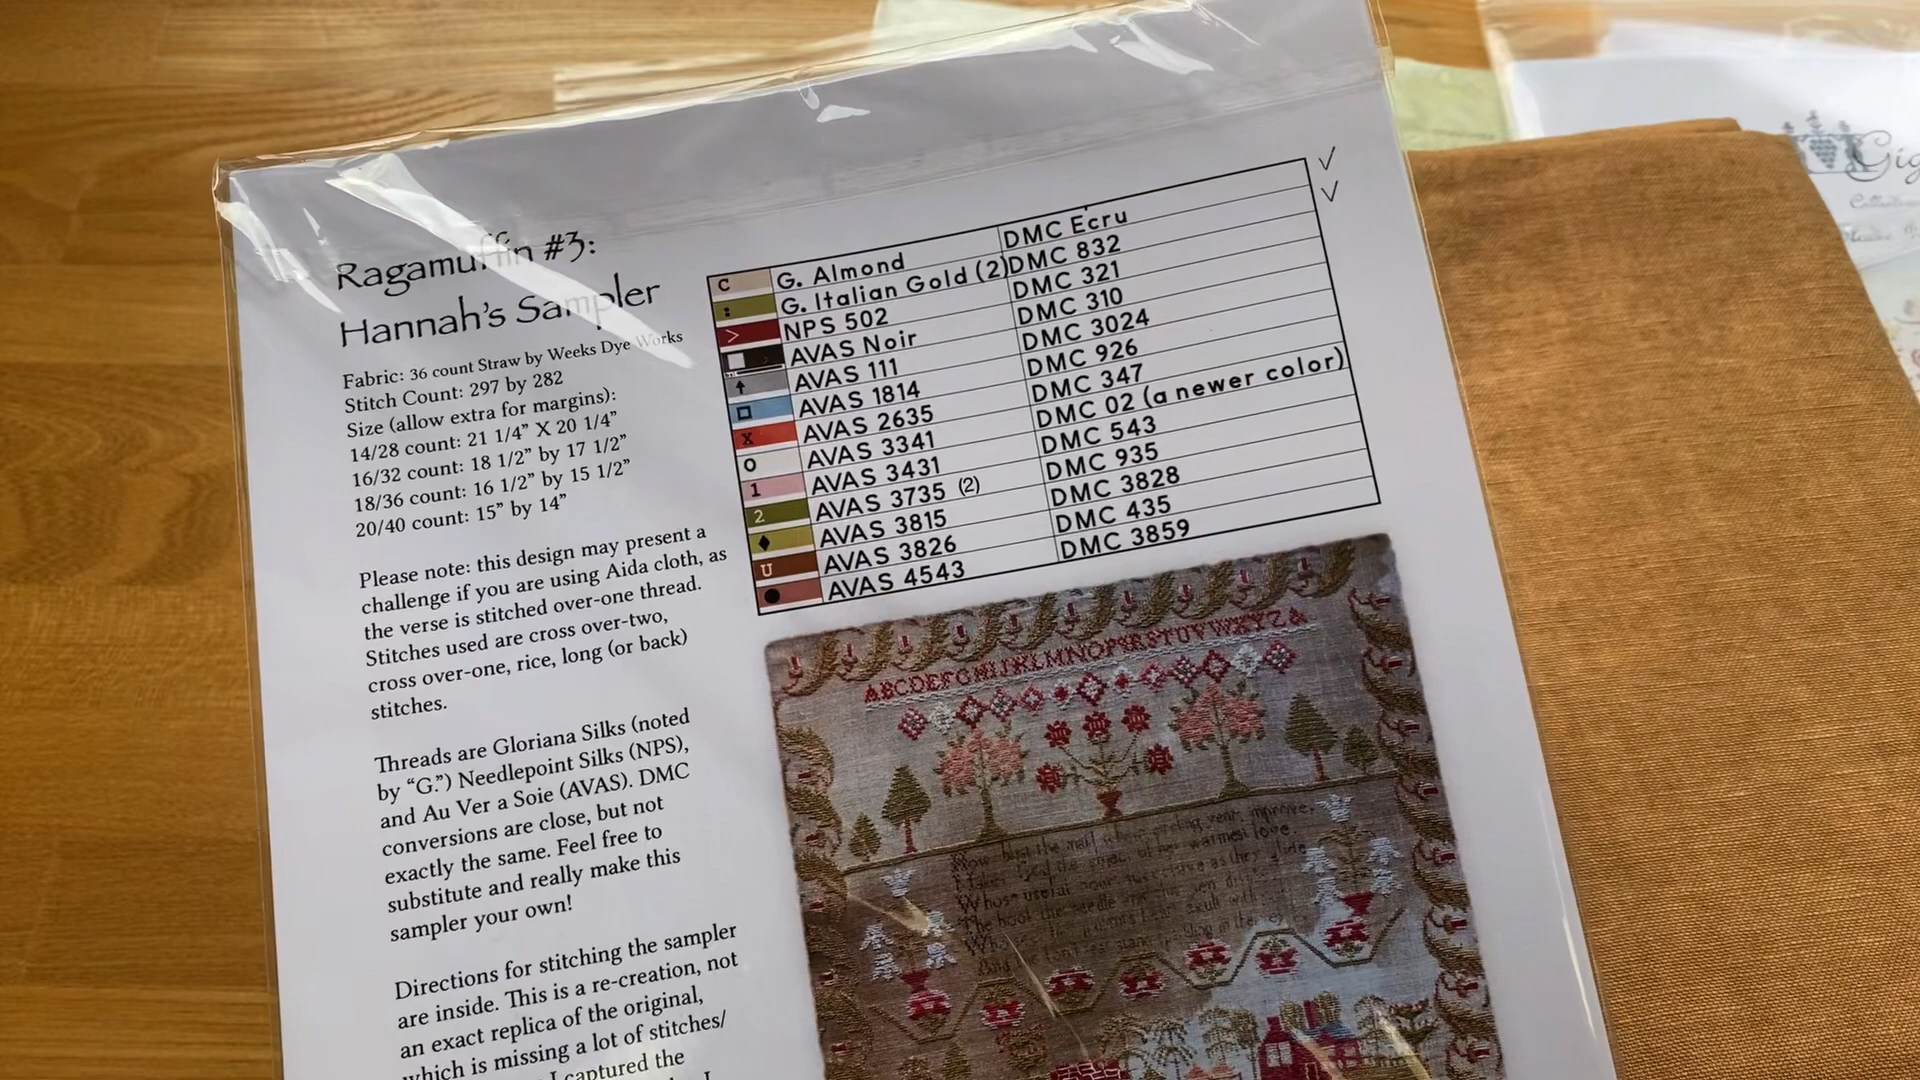 Ragamuffin #3:
Hannah's Sampler
Fabric: 36 count Straw by Weeks Dye Works
Stitch Count: 297 by 282
Size (allow extra for margins):
14/28 count: 21 1/4” X 20 1/4”
16/32 count: 18 1/2” by 17 1/2”
18/36 count: 16 1/2” by 15 1/2”
20/40 count: 15” by 14”
Please note: this design may present a
challenge if you are using Aida cloth, as
the verse is stitched over-one thread.
Stitches used are cross over-two,
cross over-one, rice, long (or back)
stitches.
Threads are Gloriana Silks (noted
by “G.”) Needlepoint Silks (NPS),
and Au Ver a Soie (AVAS). DMC
conversions are close, but not
exactly the same. Feel free to
substitute and really make this
sampler your own!
Directions for stitching the sampler
are inside. This is a re-creation, not
an exact replica of the original,
which is missing a lot of stitches/
I captured the
C G. Almond DMC Ecru
: G. Italian Gold (2) DMC 832
> NPS 502 DMC 321
AVAS Noir DMC 310
↑ AVAS 111 DMC 3024
AVAS 1814 DMC 926
X AVAS 2635 DMC 347
O AVAS 3341 DMC 02 (a newer color)
1 AVAS 3431 DMC 543
2 AVAS 3735 (2) DMC 935
♦ AVAS 3815 DMC 3828
U AVAS 3826 DMC 435
● AVAS 4543 DMC 3859
ABCDEFGHIJKLMNOPQRSTUVWXYZ&